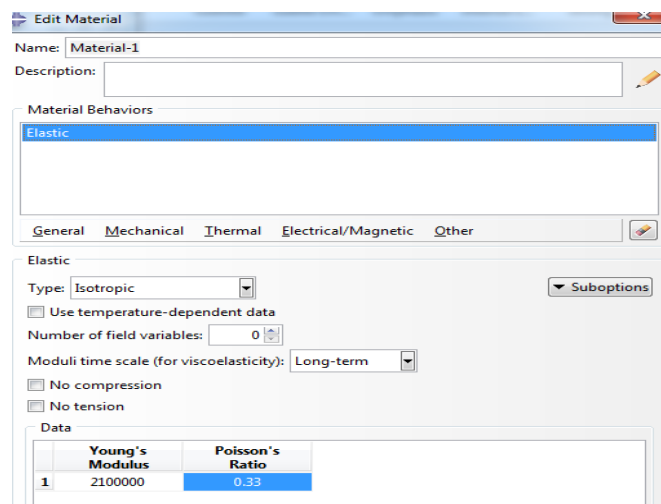 Edit Material
Name: Material-1
Description:
Material Behaviors
Elastic
General Mechanical Thermal Electrical/Magnetic Other
Elastic
Type: Isotropic Suboptions
Use temperature-dependent data
Number of field variables: 0
Moduli time scale (for viscoelasticity): Long-term
No compression
No tension
Data
Young's Poisson's
Modulus Ratio
1 2100000 0.33